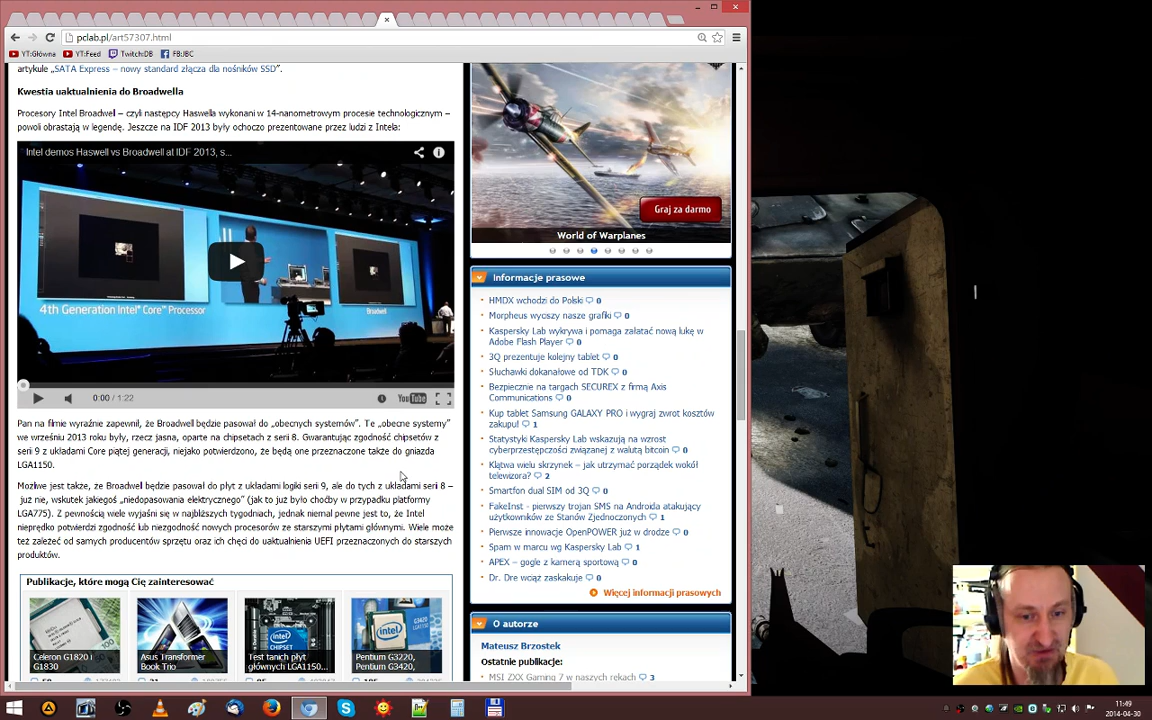 pclab.pl/art57307.html
YT:Główna
YT:Feed
Twitch:DB
FB:JBC
artykule „SATA Express – nowy standard złącza dla nośników SSD”.
Kwestia uaktualnienia do Broadwella
Procesory Intel Broadwel – czyli następcy Haswella wykonani w 14-nanometrowym procesie technologicznym –
powoli obrastają w legendę. Jeszcze na IDF 2013 były ochoczo prezentowane przez ludzi z Intela:
Intel demos Haswell vs Broadwell at IDF 2013, s...
4th Generation Intel® Core™ Processor
Broadwell
0:00 / 1:22
YouTube
Pan na filmie wyraźnie zapewnił, że Broadwell będzie pasował do „obecnych systemów”. Te „obecne systemy”
we wrześniu 2013 roku były, rzecz jasna, oparte na chipsetach z serii 8. Gwarantując zgodność chipsetów z
serii 9 z układami Core piątej generacji, niejako potwierdzono, że będą one przeznaczone także do gniazda
LGA1150.
Możliwe jest także, że Broadwell będzie pasował do płyt z układami logiki serii 9, ale do tych z układami serii 8 –
już nie, wskutek jakiegoś „niedopasowania elektrycznego” (jak to już było choćby w przypadku platformy
LGA775). Z pewnością wiele wyjaśni się w najbliższych tygodniach, jednak niemal pewne jest to, że Intel
nieprędko potwierdzi zgodność lub niezgodność nowych procesorów ze starszymi płytami głównymi. Wiele może
też zależeć od samych producentów sprzętu oraz ich chęci do uaktualnienia UEFI przeznaczonych do starszych
produktów.
Publikacje, które mogą Cię zainteresować
Celeron G1820 i
G1830
Asus Transformer
Book Trio
Test tanich płyt
głównych LGA1150...
Pentium G3220,
Pentium G3420,
Graj za darmo
World of Warplanes
Informacje prasowe
HMDX wchodzi do Polski 0
Morpheus wyciszy nasze grafiki 0
Kaspersky Lab wykrywa i pomaga załatać nową lukę w
Adobe Flash Player 0
3Q prezentuje kolejny tablet 0
Słuchawki dokanałowe od TDK 0
Bezpiecznie na targach SECUREX z firmą Axis
Communications 0
Kup tablet Samsung GALAXY PRO i wygraj zwrot kosztów
zakupu! 1
Statystyki Kaspersky Lab wskazują na wzrost
cyberprzestępczości związanej z walutą bitcoin 0
Klątwa wielu skrzynek – jak utrzymać porządek wokół
telewizora? 2
Smartfon dual SIM od 3Q 0
FakeInst - pierwszy trojan SMS na Androida atakujący
użytkowników ze Stanów Zjednoczonych 1
Pierwsze innowacje OpenPOWER już w drodze 0
Spam w marcu wg Kaspersky Lab 1
APEX – gogle z kamerą sportową 0
Dr. Dre wciąż zaskakuje 0
Więcej informacji prasowych
O autorze
Mateusz Brzostek
Ostatnie publikacje:
MSI ZXX Gaming 7 w naszych rękach 3
11:49
2014-04-30